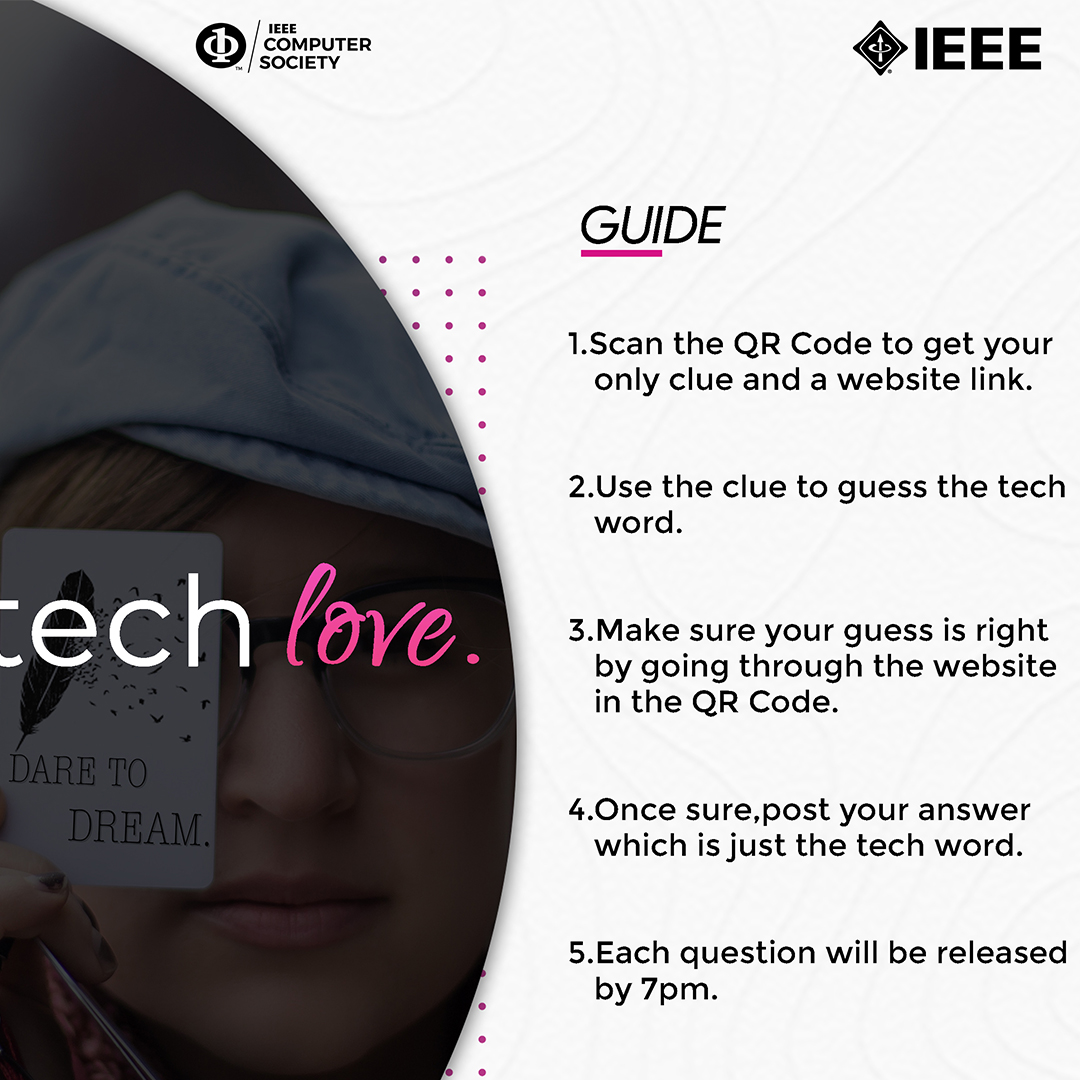 IEEE
COMPUTER
SOCIETY
TM
IEEE
®
GUIDE
1.Scan the QR Code to get your
only clue and a website link.
2.Use the clue to guess the tech
word.
3.Make sure your guess is right
by going through the website
in the QR Code.
4.Once sure,post your answer
which is just the tech word.
5.Each question will be released
by 7pm.
tech love.
DARE TO
DREAM.